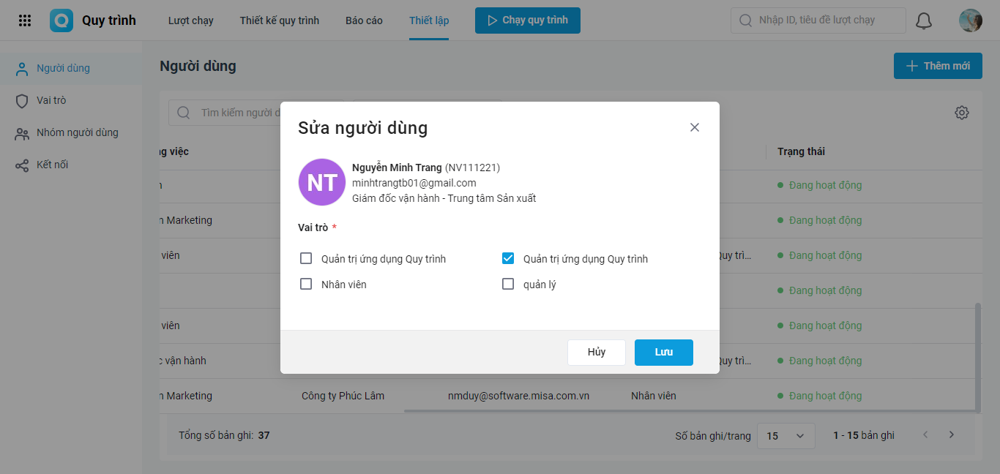 Quy trình
Lượt chạy
Thiết kế quy trình
Báo cáo
Thiết lập
Chạy quy trình
Nhập ID, tiêu đề lượt chạy
Người dùng
Vai trò
Nhóm người dùng
Kết nối
Người dùng
Thêm mới
Tìm kiếm người d
ng việc
Trạng thái
Đang hoạt động
n Marketing
Đang hoạt động
viên
Quy trì...
Đang hoạt động
Đang hoạt động
viên
Đang hoạt động
c vận hành
Quy trì...
Đang hoạt động
n Marketing
Công ty Phúc Lâm
nmduy@software.misa.com.vn
Nhân viên
Đang hoạt động
Tổng số bản ghi: 37
Số bản ghi/trang
15
1 - 15 bản ghi
Sửa người dùng
NT
Nguyễn Minh Trang (NV111221)
minhtrangtb01@gmail.com
Giám đốc vận hành - Trung tâm Sản xuất
Vai trò *
Quản trị ứng dụng Quy trình
Quản trị ứng dụng Quy trình
Nhân viên
quản lý
Hủy
Lưu